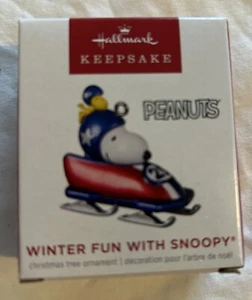 Hallmark
KEEPSAKE
PEANUTS
WINTER FUN WITH SNOOPY®
christmas tree ornament | décoration pour l'arbre de noël